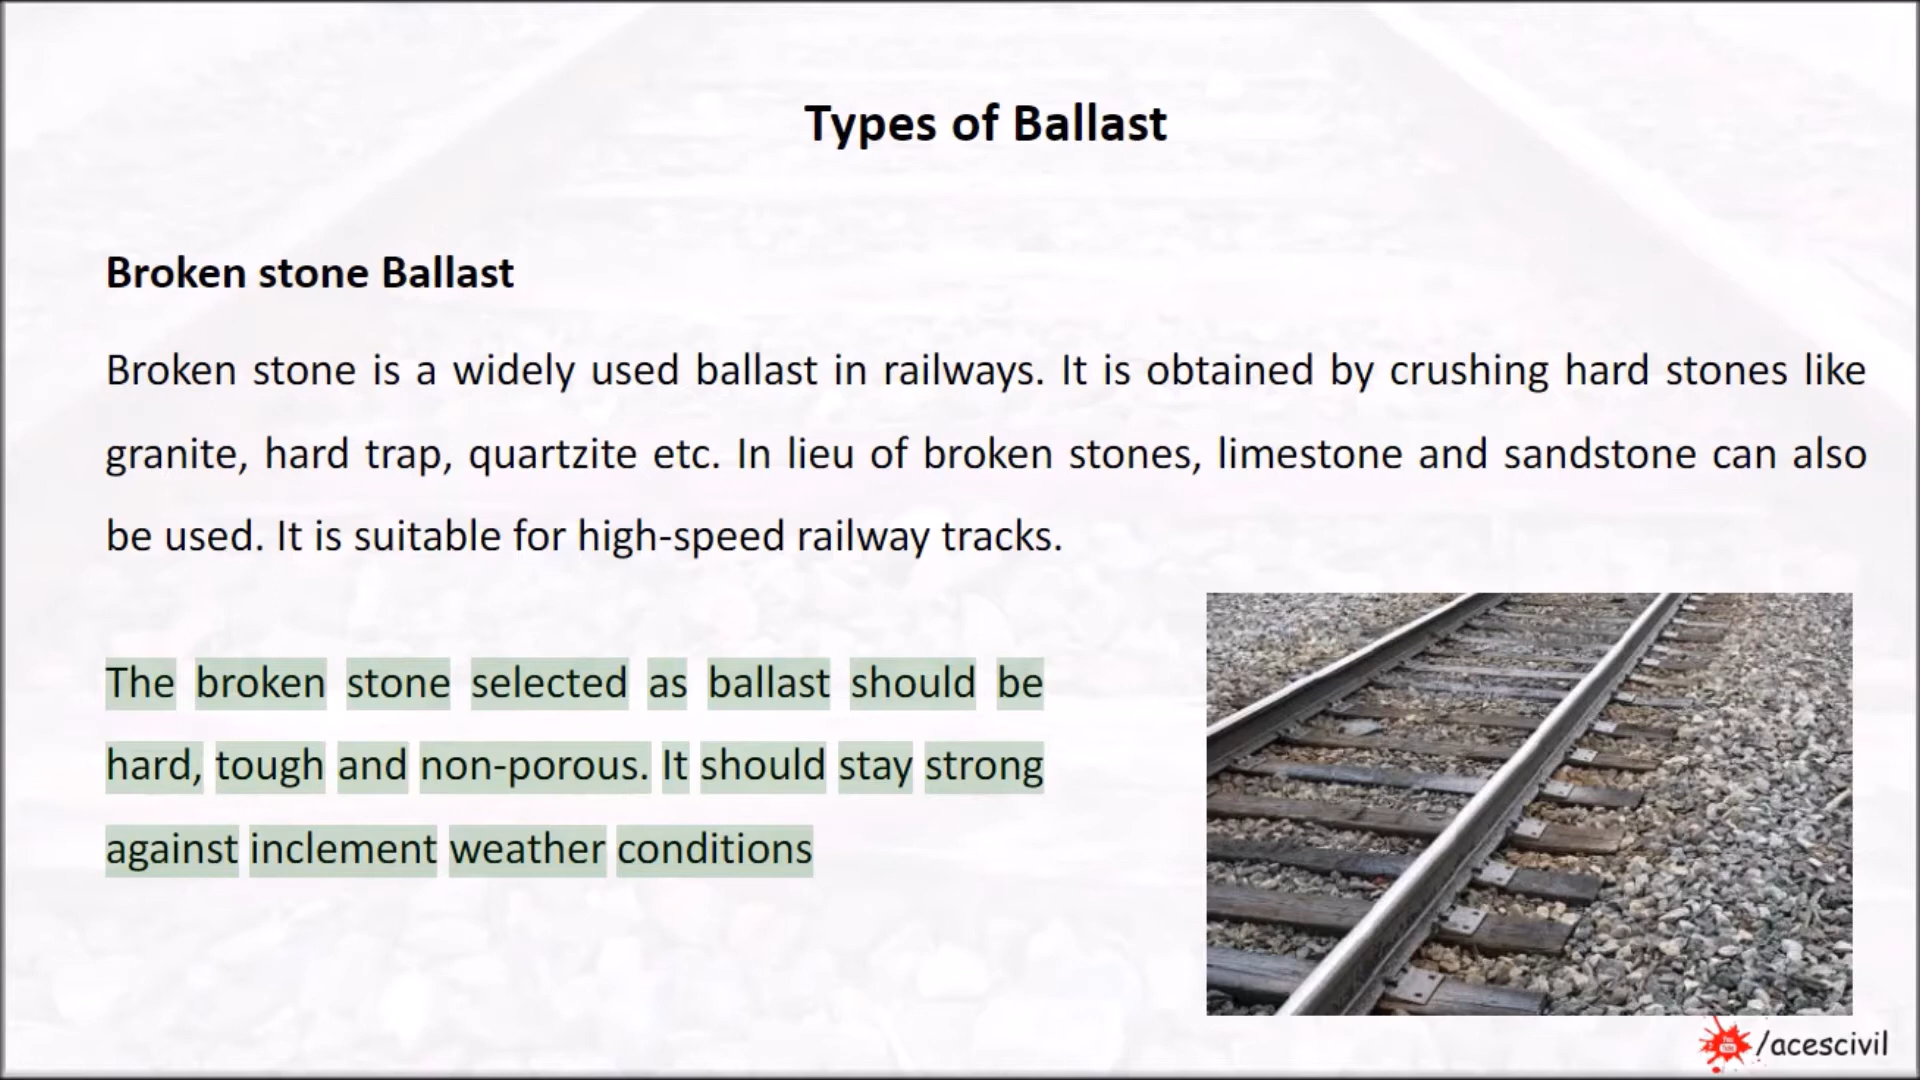 Types of Ballast
Broken stone Ballast
Broken stone is a widely used ballast in railways. It is obtained by crushing hard stones like
granite, hard trap, quartzite etc. In lieu of broken stones, limestone and sandstone can also
be used. It is suitable for high-speed railway tracks.
The broken stone selected as ballast should be
hard, tough and non-porous. It should stay strong
against inclement weather conditions
/acescivil